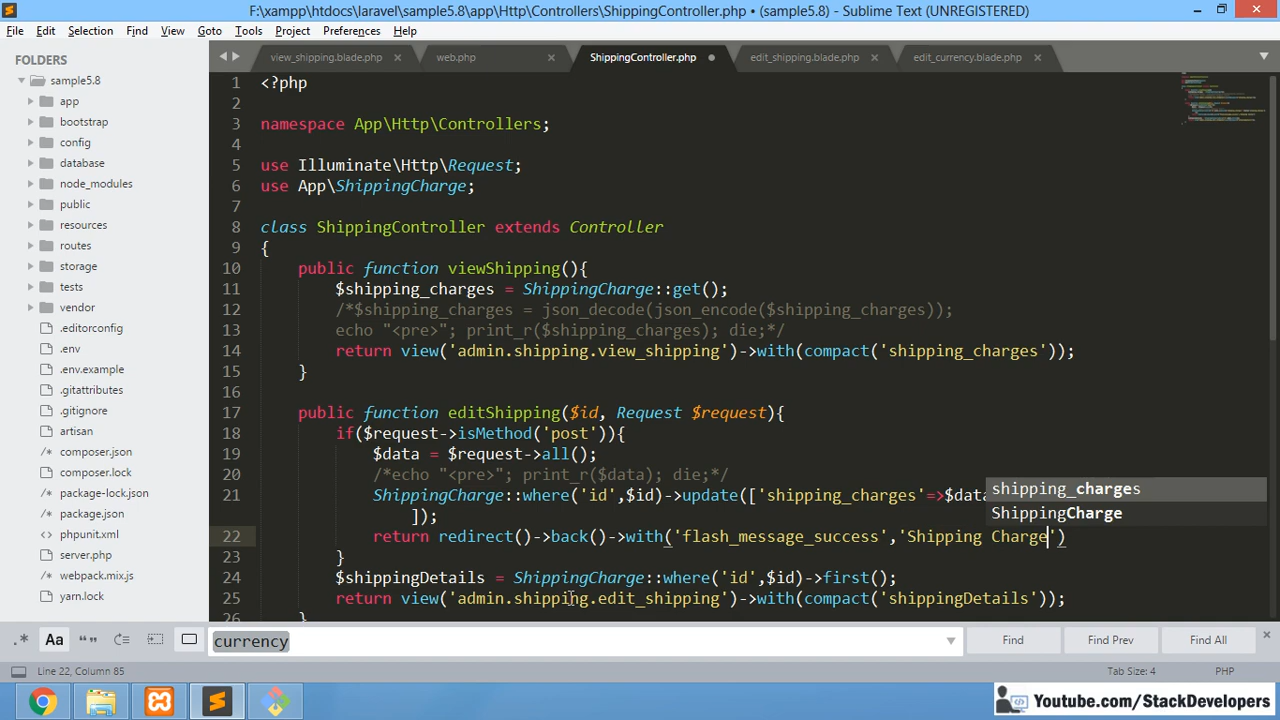 F:\xampp\htdocs\laravel\sample5.8\app\Http\Controllers\ShippingController.php • (sample5.8) - Sublime Text (UNREGISTERED)
File Edit Selection Find View Goto Tools Project Preferences Help
FOLDERS
sample5.8
app
bootstrap
config
database
node_modules
public
resources
routes
storage
tests
vendor
.editorconfig
.env
.env.example
.gitattributes
.gitignore
artisan
composer.json
composer.lock
package-lock.json
package.json
phpunit.xml
server.php
webpack.mix.js
yarn.lock
view_shipping.blade.php web.php ShippingController.php edit_shipping.blade.php edit_currency.blade.php
1 <?php
2
3 namespace App\Http\Controllers;
4
5 use Illuminate\Http\Request;
6 use App\ShippingCharge;
7
8 class ShippingController extends Controller
9 {
10 public function viewShipping(){
11 $shipping_charges = ShippingCharge::get();
12 /*$shipping_charges = json_decode(json_encode($shipping_charges));
13 echo "<pre>"; print_r($shipping_charges); die;*/
14 return view('admin.shipping.view_shipping')->with(compact('shipping_charges'));
15 }
16
17 public function editShipping($id, Request $request){
18 if($request->isMethod('post')){
19 $data = $request->all();
20 /*echo "<pre>"; print_r($data); die;*/
21 ShippingCharge::where('id',$id)->update(['shipping_charges'=>$data
]);
22 return redirect()->back()->with('flash_message_success','Shipping Charge')
23 }
24 $shippingDetails = ShippingCharge::where('id',$id)->first();
25 return view('admin.shipping.edit_shipping')->with(compact('shippingDetails'));
26 }
shipping_charges
ShippingCharge
.* Aa “” currency Find Find Prev Find All
Line 22, Column 85 Tab Size: 4 PHP
Youtube.com/StackDevelopers